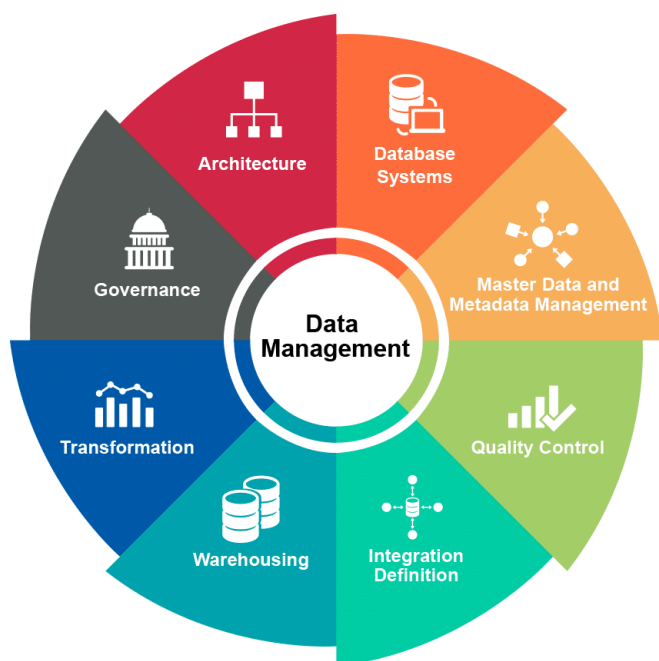 Data
Management
Architecture
Database
Systems
Master Data and
Metadata Management
Quality Control
Integration
Definition
Warehousing
Transformation
Governance